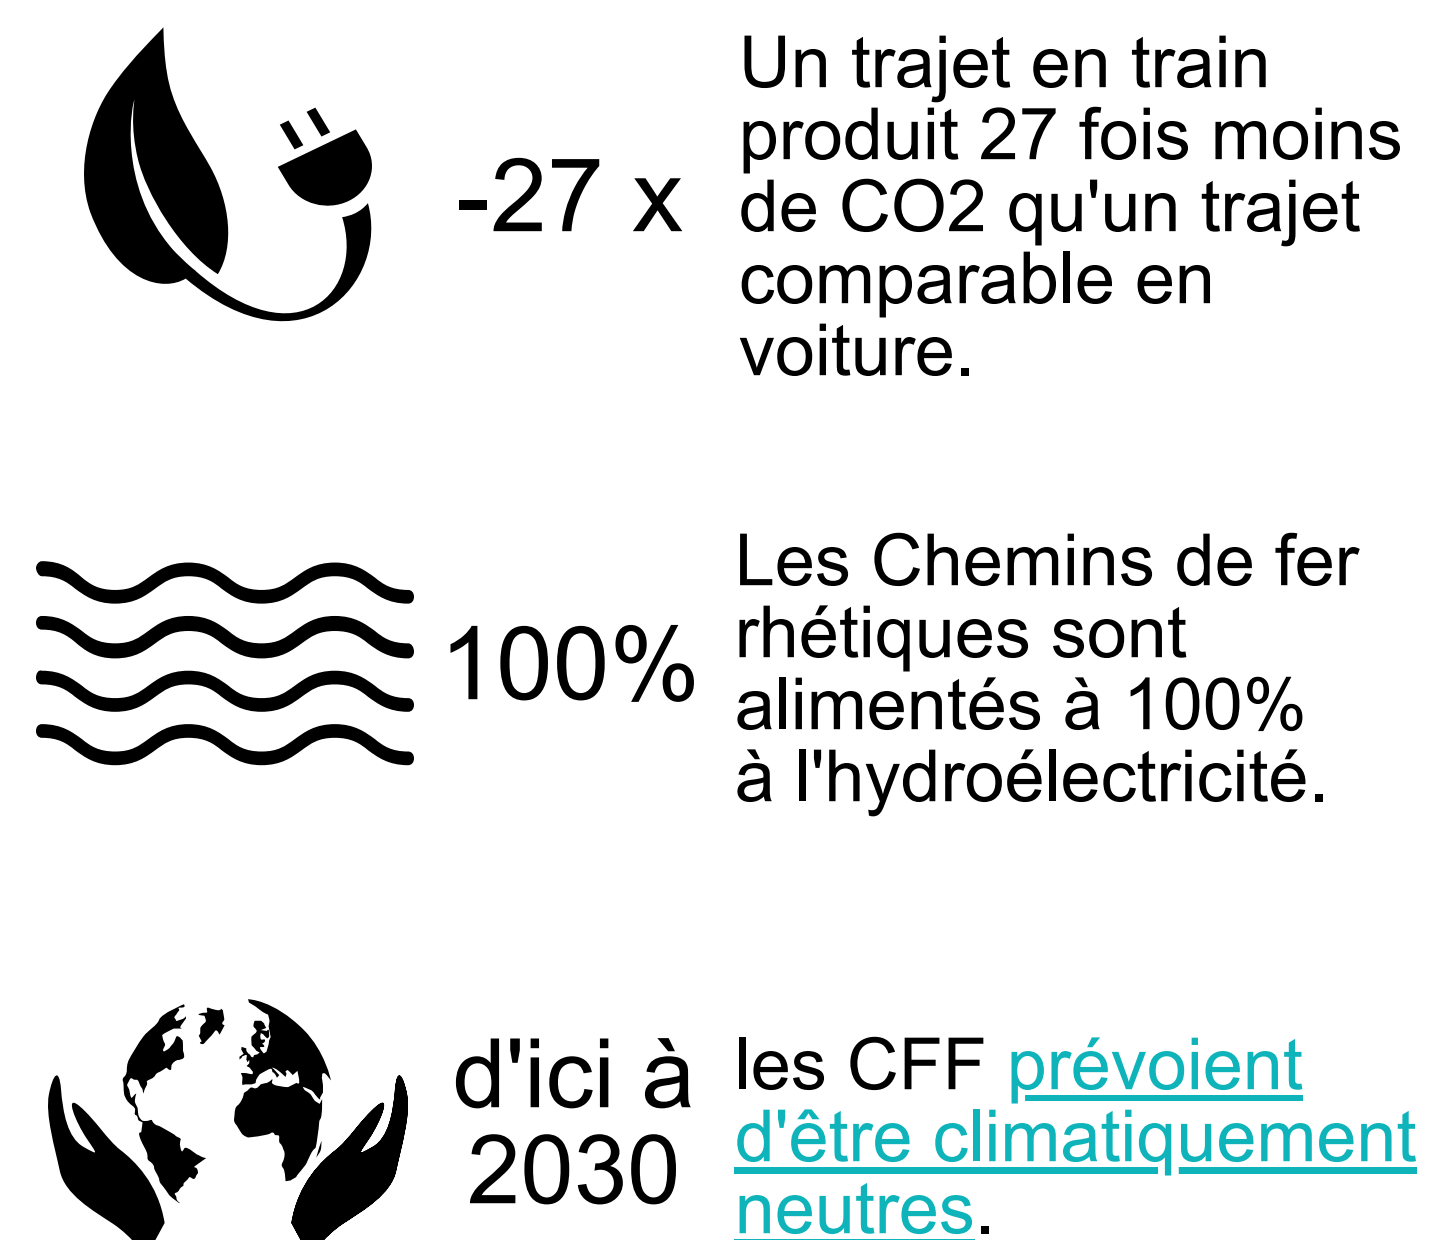 -27 x
Un trajet en train
produit 27 fois moins
de CO2 qu'un trajet
comparable en
voiture.
100%
Les Chemins de fer
rhétiques sont
alimentés à 100%
à l'hydroélectricité.
d'ici à
2030
les CFF prévoient
d'être climatiquement
neutres.